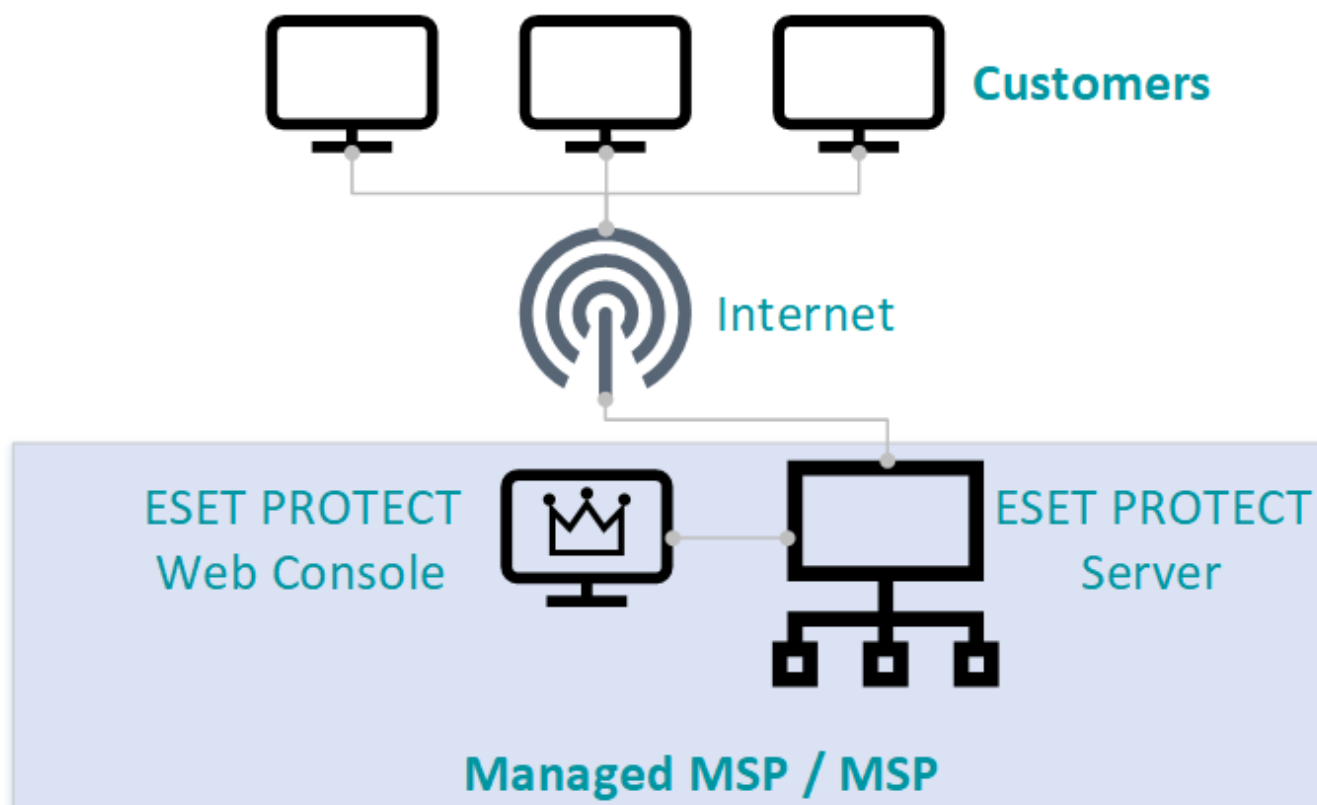 Customers
Internet
ESET PROTECT
Web Console
ESET PROTECT
Server
Managed MSP / MSP